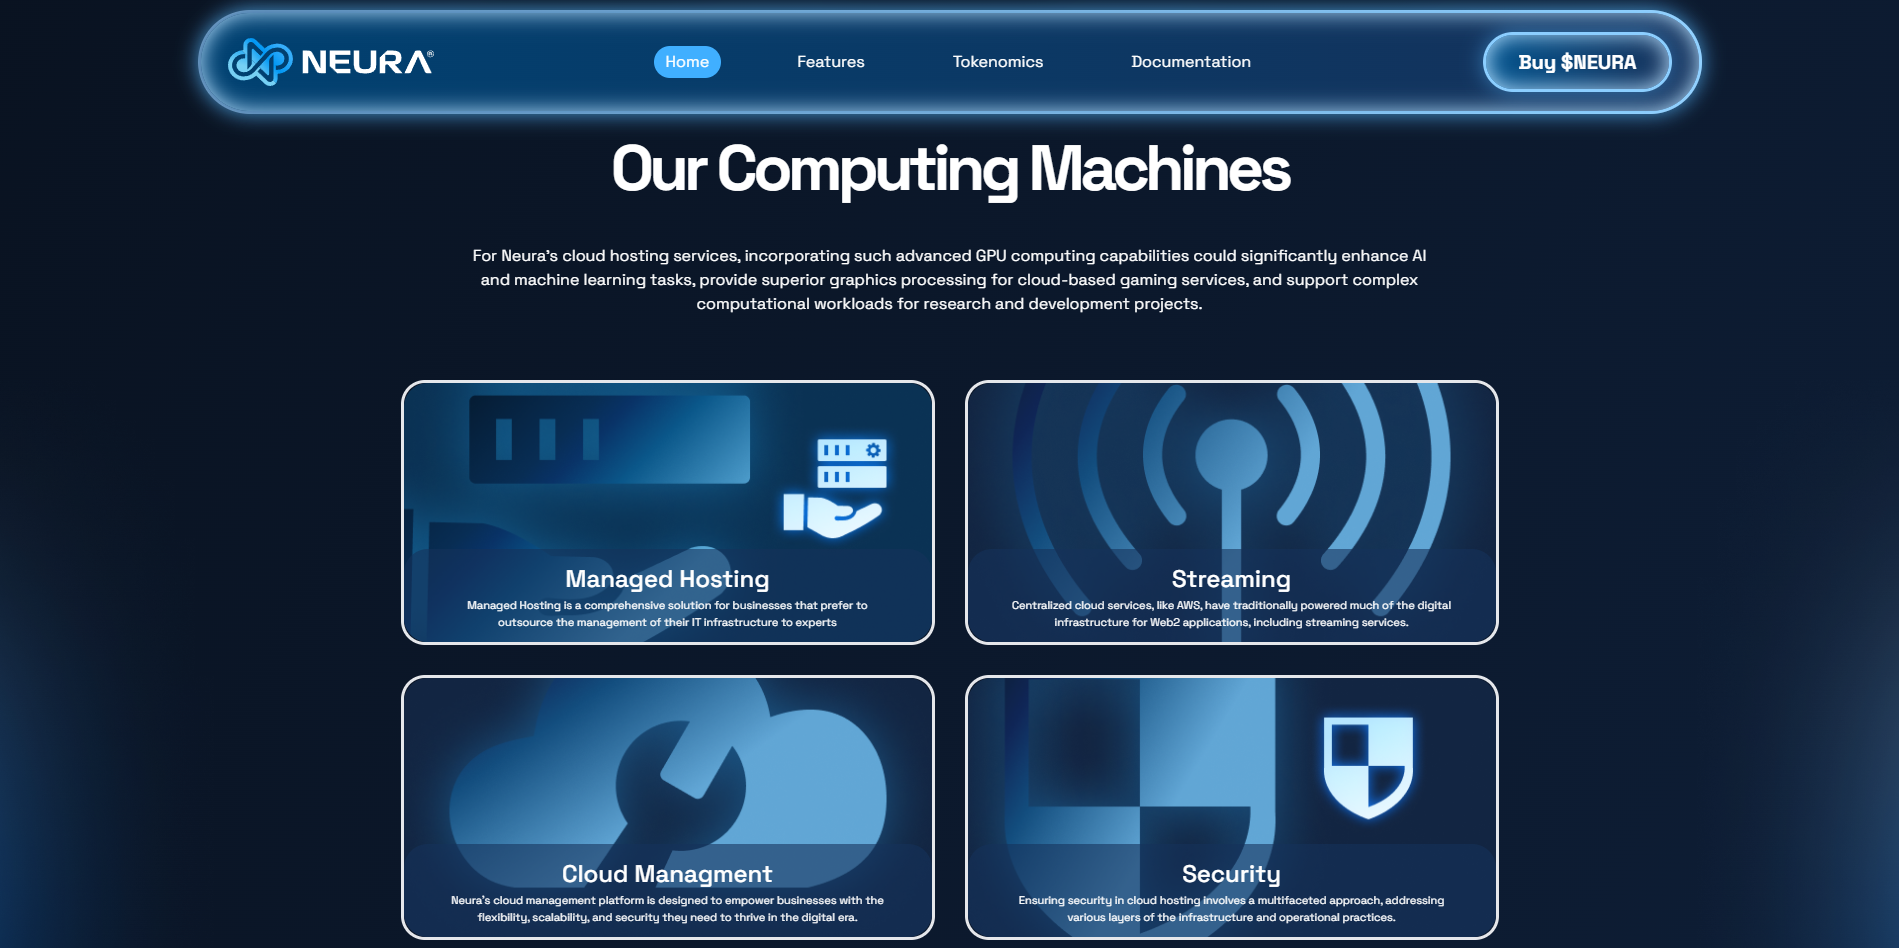 NEURA®
Home
Features
Tokenomics
Documentation
Buy $NEURA
Our Computing Machines
For Neura's cloud hosting services, incorporating such advanced GPU computing capabilities could significantly enhance AI
and machine learning tasks, provide superior graphics processing for cloud-based gaming services, and support complex
computational workloads for research and development projects.
Managed Hosting
Managed Hosting is a comprehensive solution for businesses that prefer to
outsource the management of their IT infrastructure to experts
Streaming
Centralized cloud services, like AWS, have traditionally powered much of the digital
infrastructure for Web2 applications, including streaming services.
Cloud Managment
Neura's cloud management platform is designed to empower businesses with the
flexibility, scalability, and security they need to thrive in the digital era.
Security
Ensuring security in cloud hosting involves a multifaceted approach, addressing
various layers of the infrastructure and operational practices.